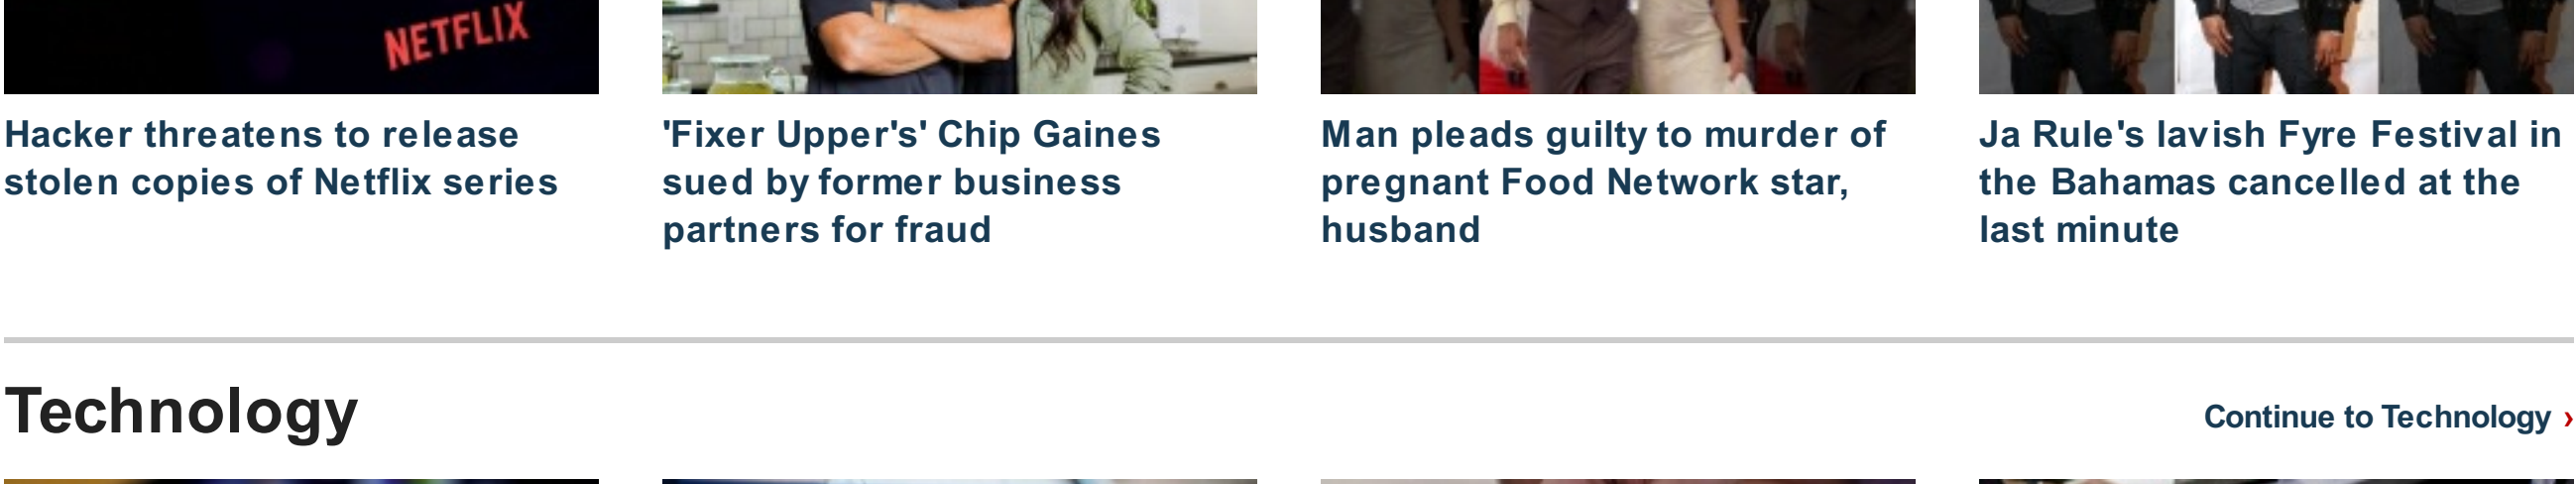 NETFLIX
Hacker threatens to release
stolen copies of Netflix series
'Fixer Upper's' Chip Gaines
sued by former business
partners for fraud
Man pleads guilty to murder of
pregnant Food Network star,
husband
Ja Rule's lavish Fyre Festival in
the Bahamas cancelled at the
last minute
Technology
Continue to Technology ›